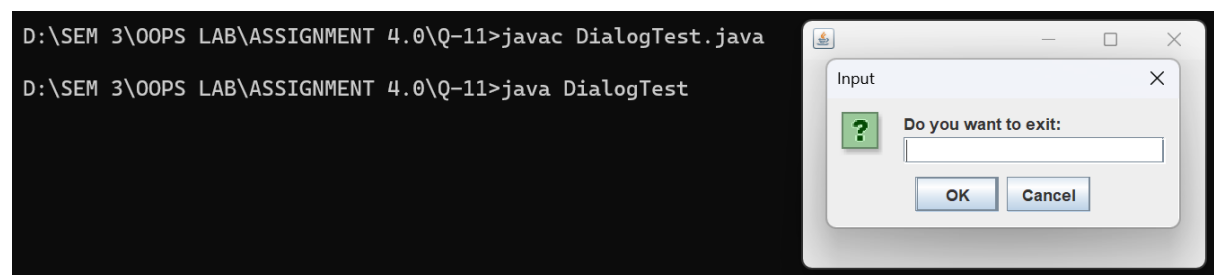 D:\SEM 3\OOPS LAB\ASSIGNMENT 4.0\Q-11>javac DialogTest.java
D:\SEM 3\OOPS LAB\ASSIGNMENT 4.0\Q-11>java DialogTest
Input
?
Do you want to exit:
OK Cancel